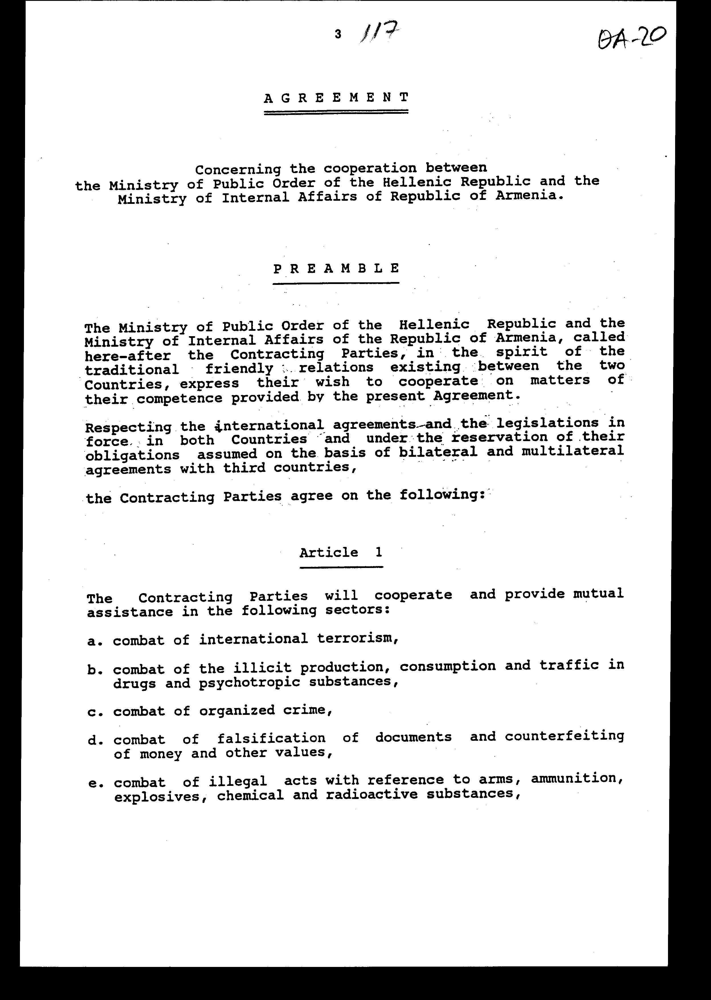 3 117
ΘA-20
A G R E E M E N T
Concerning the cooperation between
the Ministry of Public Order of the Hellenic Republic and the
Ministry of Internal Affairs of Republic of Armenia.
P R E A M B L E
The Ministry of Public Order of the Hellenic Republic and the
Ministry of Internal Affairs of the Republic of Armenia, called
here-after the Contracting Parties, in the spirit of the
traditional friendly relations existing between the two
Countries, express their wish to cooperate on matters of
their competence provided by the present Agreement.
Respecting the international agreements and the legislations in
force in both Countries and under the reservation of their
obligations assumed on the basis of bilateral and multilateral
agreements with third countries,
the Contracting Parties agree on the following:
Article 1
The Contracting Parties will cooperate and provide mutual
assistance in the following sectors:
a. combat of international terrorism,
b. combat of the illicit production, consumption and traffic in
drugs and psychotropic substances,
c. combat of organized crime,
d. combat of falsification of documents and counterfeiting
of money and other values,
e. combat of illegal acts with reference to arms, ammunition,
explosives, chemical and radioactive substances,